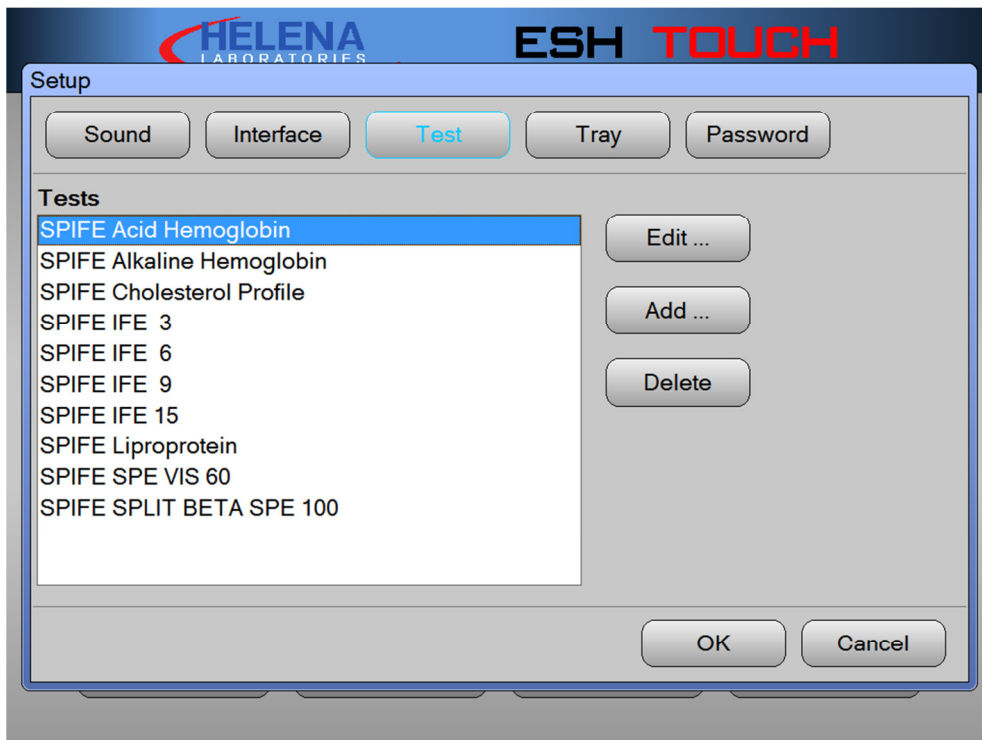 HELENA
LABORATORIES
ESH TOUCH
Setup
Sound Interface Test Tray Password
Tests
SPIFE Acid Hemoglobin
SPIFE Alkaline Hemoglobin
SPIFE Cholesterol Profile
SPIFE IFE  3
SPIFE IFE  6
SPIFE IFE  9
SPIFE IFE 15
SPIFE Liproprotein
SPIFE SPE VIS 60
SPIFE SPLIT BETA SPE 100
Edit ...
Add ...
Delete
OK Cancel